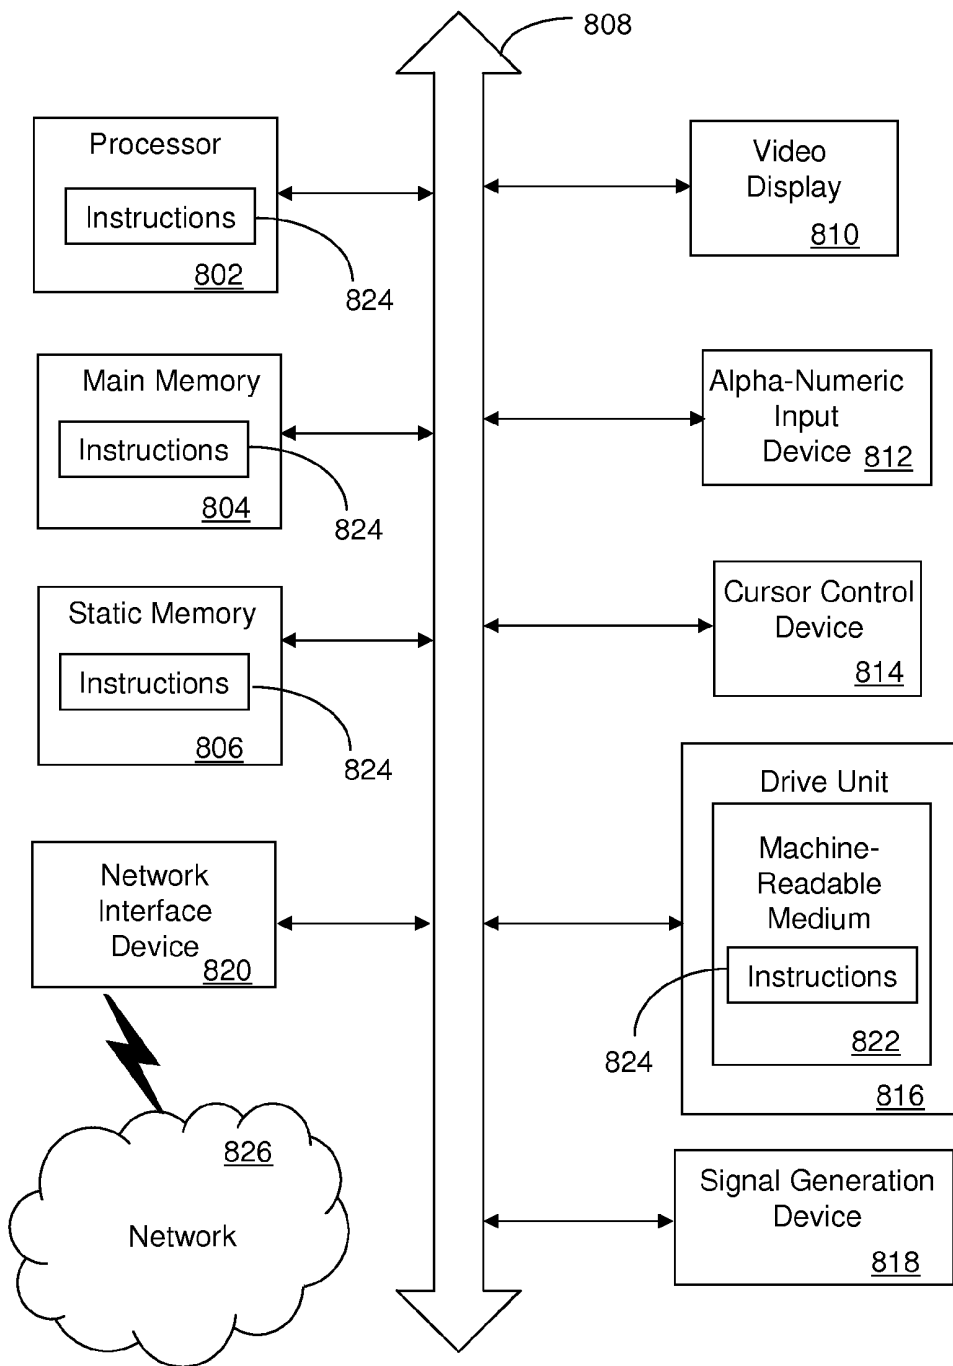 808
Processor
Instructions
802
824
Main Memory
Instructions
804
824
Static Memory
Instructions
806
824
Network
Interface
Device
820
826
Network
Video
Display
810
Alpha-Numeric
Input
Device
812
Cursor Control
Device
814
Drive Unit
Machine-
Readable
Medium
Instructions
824
822
816
Signal Generation
Device
818